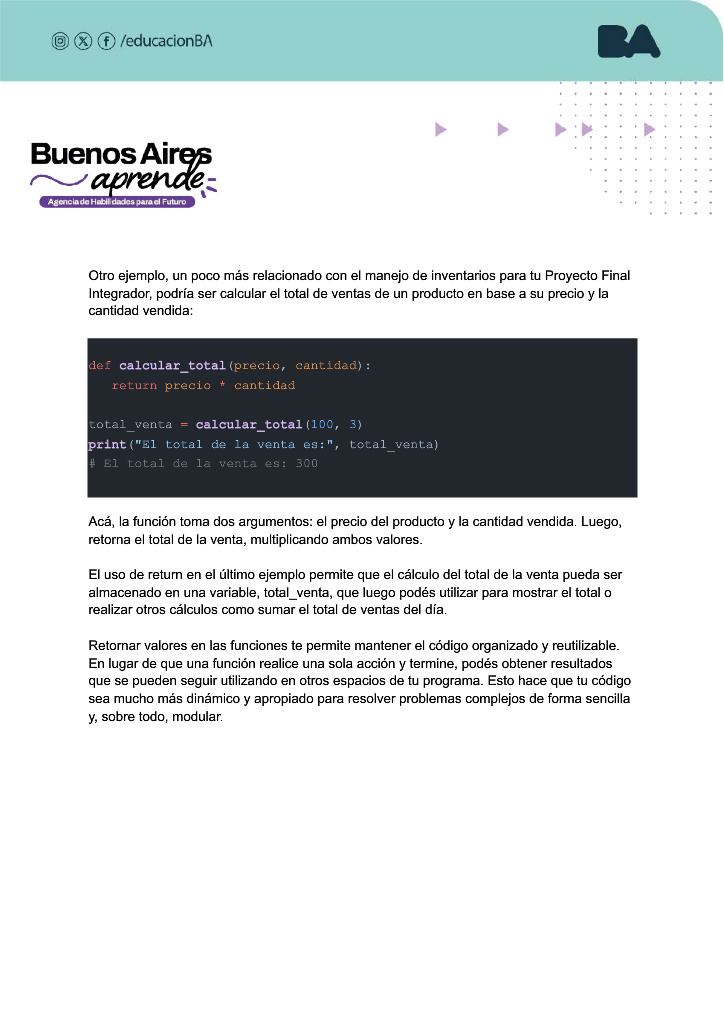 /educacionBA
BA
Buenos Aires
aprende
Agencia de Habilidades para el Futuro
Otro ejemplo, un poco más relacionado con el manejo de inventarios para tu Proyecto Final
Integrador, podría ser calcular el total de ventas de un producto en base a su precio y la
cantidad vendida:
def calcular_total(precio, cantidad):
   return precio * cantidad
total_venta = calcular_total(100, 3)
print("El total de la venta es:", total_venta)
# El total de la venta es: 300
Acá, la función toma dos argumentos: el precio del producto y la cantidad vendida. Luego,
retorna el total de la venta, multiplicando ambos valores.
El uso de return en el último ejemplo permite que el cálculo del total de la venta pueda ser
almacenado en una variable, total_venta, que luego podés utilizar para mostrar el total o
realizar otros cálculos como sumar el total de ventas del día.
Retornar valores en las funciones te permite mantener el código organizado y reutilizable.
En lugar de que una función realice una sola acción y termine, podés obtener resultados
que se pueden seguir utilizando en otros espacios de tu programa. Esto hace que tu código
sea mucho más dinámico y apropiado para resolver problemas complejos de forma sencilla
y, sobre todo, modular.